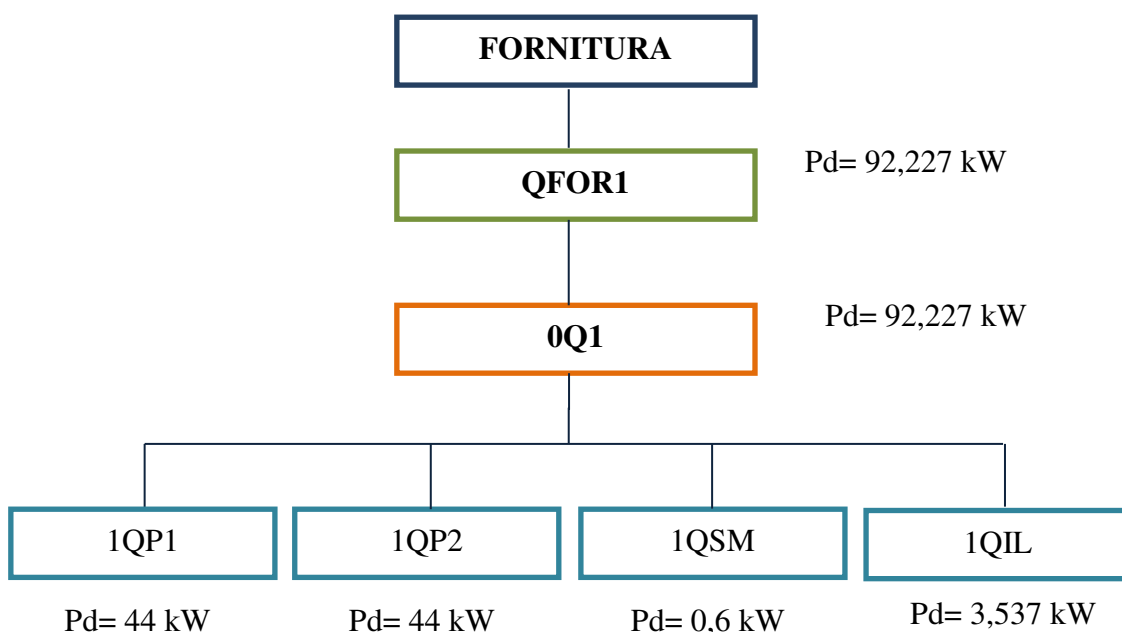 FORNITURA
QFOR1
Pd= 92,227 kW
0Q1
Pd= 92,227 kW
1QP1
1QP2
1QSM
1QIL
Pd= 44 kW
Pd= 44 kW
Pd= 0,6 kW
Pd= 3,537 kW